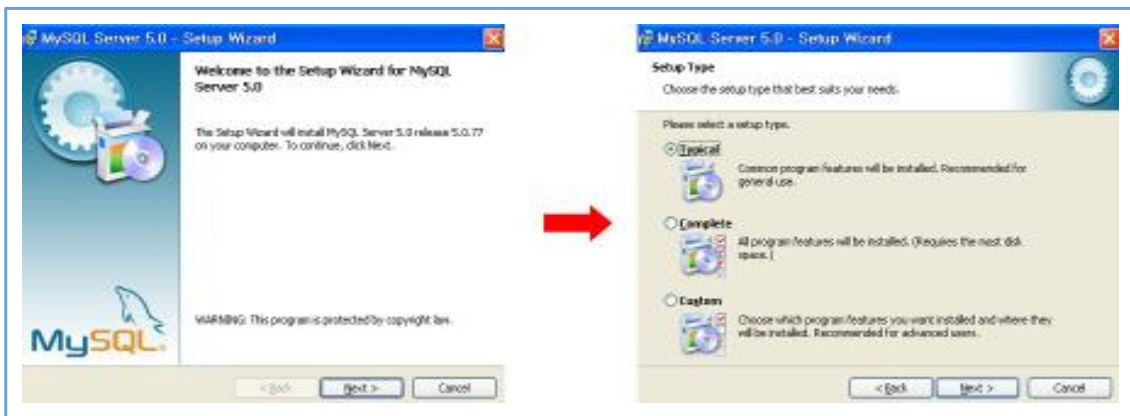 MySQL Server 5.0 - Setup Wizard
Welcome to the Setup Wizard for MySQL
Server 5.0
The Setup Wizard will install MySQL Server 5.0 release 5.0.77
on your computer. To continue, click Next.
WARNING: This program is protected by copyright law.
MySQL
< Back
Next >
Cancel
MySQL Server 5.0 - Setup Wizard
Setup Type
Choose the setup type that best suits your needs.
Please select a setup type.
Typical
Common program features will be installed. Recommended for
general use.
Complete
All program features will be installed. (Requires the most disk
space.)
Custom
Choose which program features you want installed and where they
will be installed. Recommended for advanced users.
< Back
Next >
Cancel